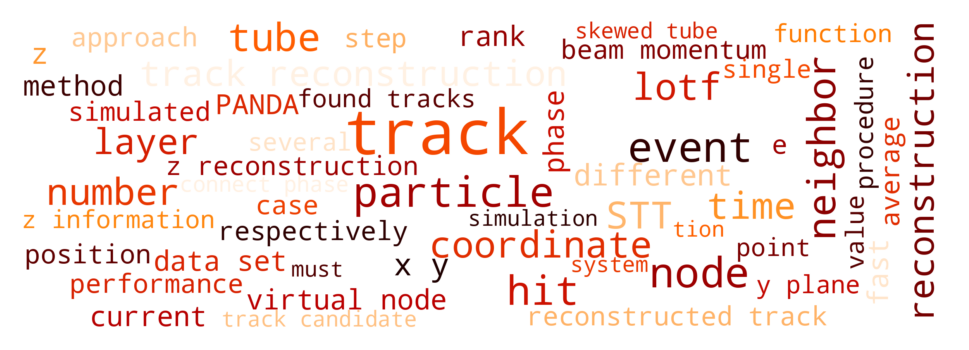 approach
tube
step
rank
skewed tube
function
z
beam momentum
track reconstruction
single
method
lotf
simulated
PANDA
found tracks
track
layer
several
phase
event
e
neighbor
procedure
reconstruction
z reconstruction
connect phase
number
particle
different
average
case
STT
time
z information
respectively
simulation
tion
value
position
data set
must
x y
coordinate
system
node
point
fast
performance
virtual node
hit
y plane
current
track candidate
reconstructed track